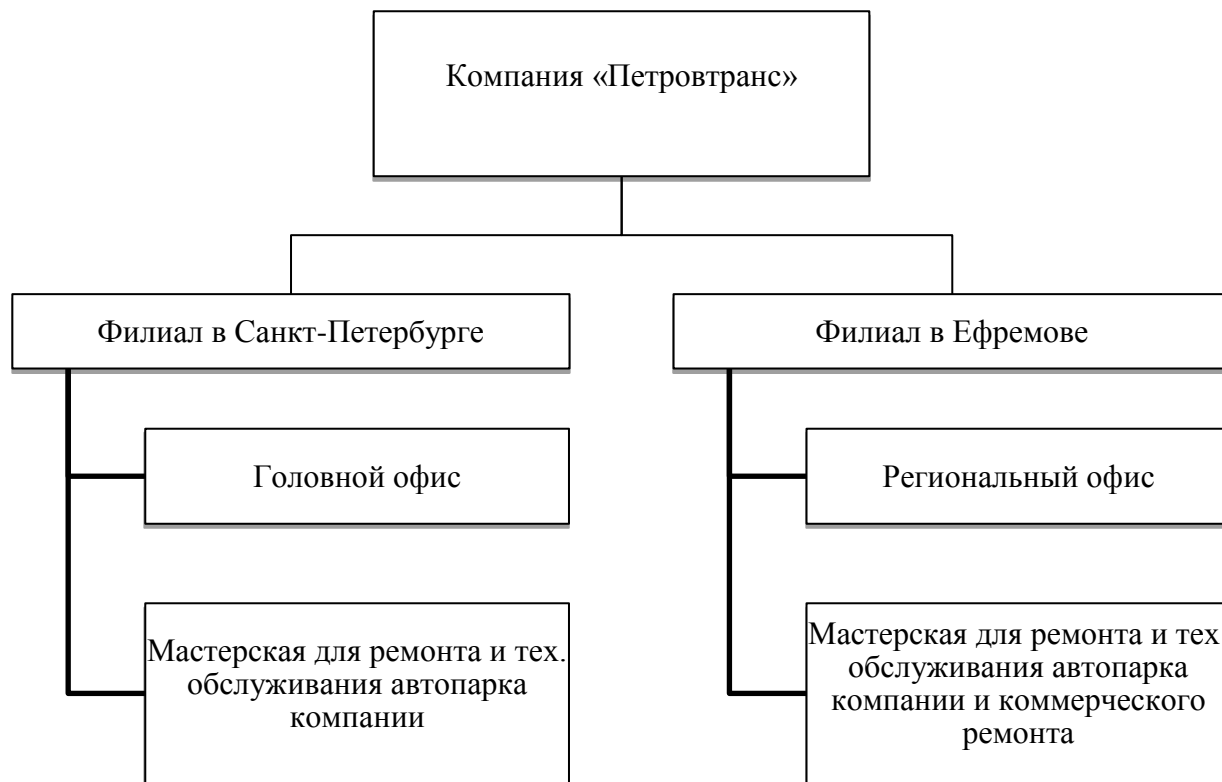 Компания «Петровтранс»
Филиал в Санкт-Петербурге
Филиал в Ефремове
Головной офис
Региональный офис
Мастерская для ремонта и тех.
обслуживания автопарка
компании
Мастерская для ремонта и тех
обслуживания автопарка
компании и коммерческого
ремонта